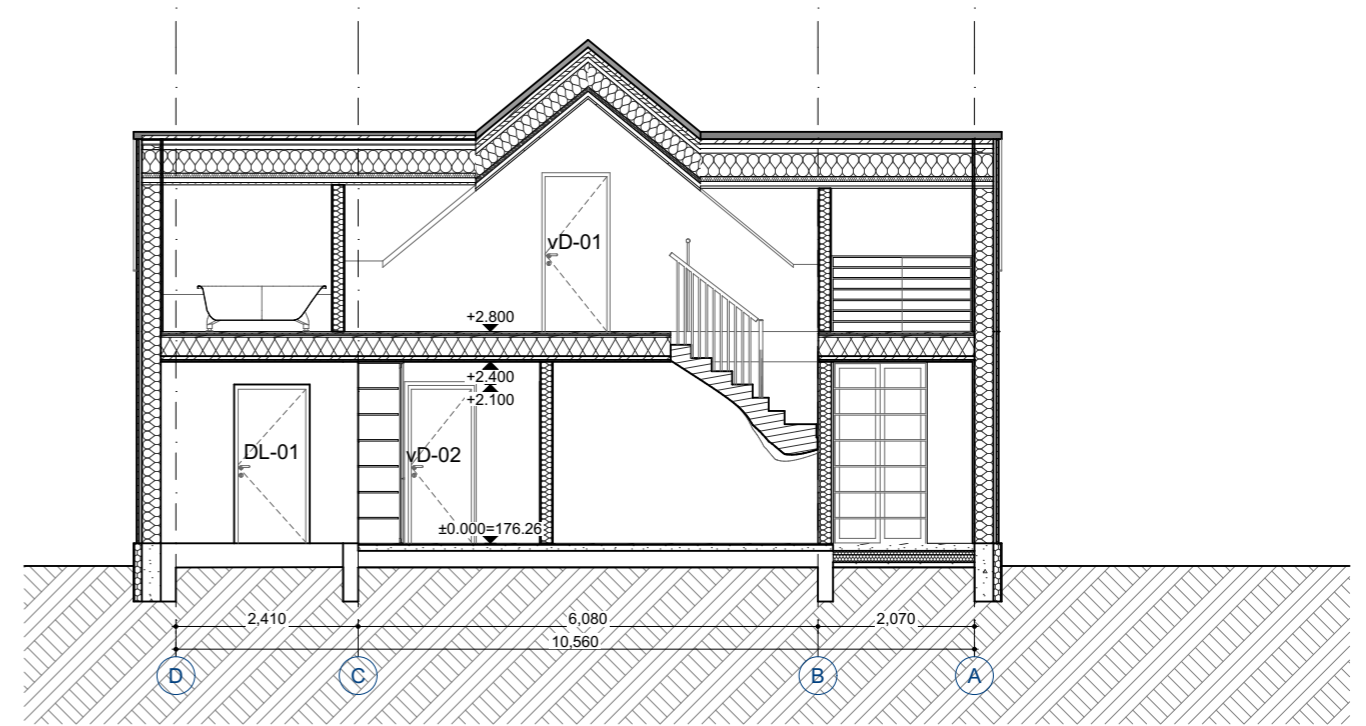 vD-01
+2.800
+2.400
+2.100
DL-01
vD-02
±0.000=176.26
2,410
6,080
2,070
10,560
D
C
B
A